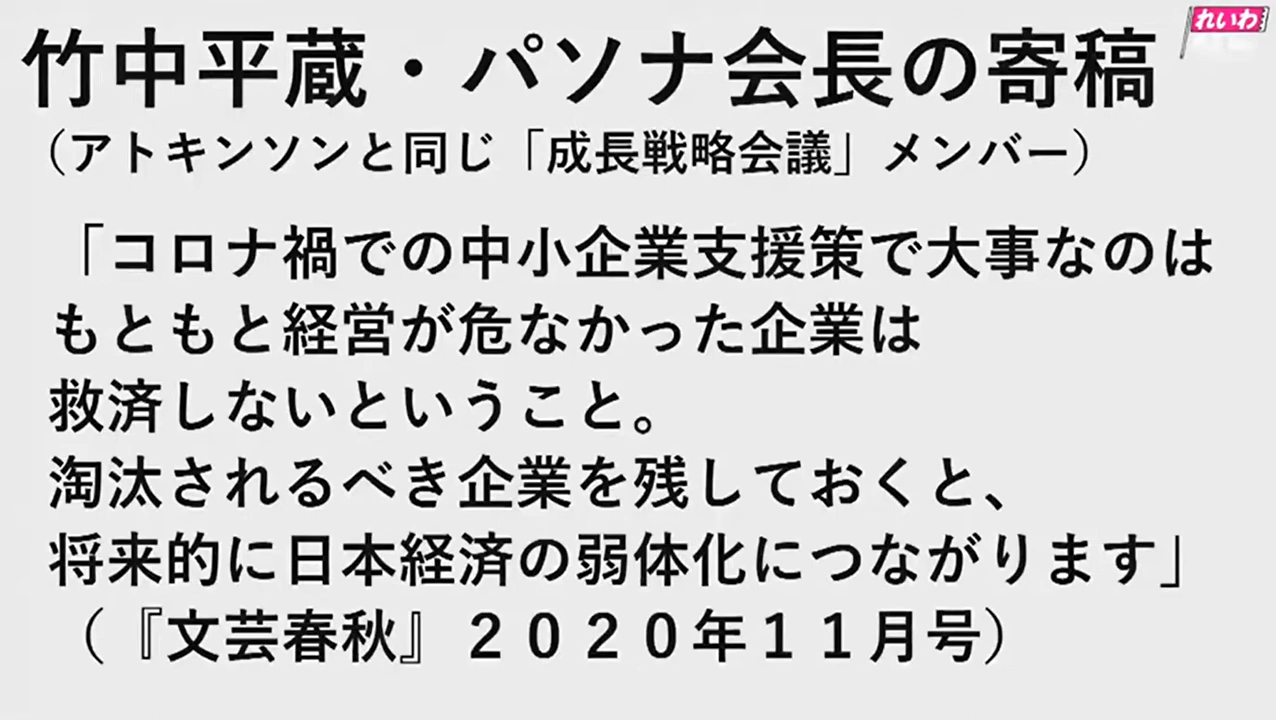 れいわ
竹中平蔵・パソナ会長の寄稿
（アトキンソンと同じ「成長戦略会議」メンバー）
「コロナ禍での中小企業支援策で大事なのは
もともと経営が危なかった企業は
救済しないということ。
淘汰されるべき企業を残しておくと、
将来的に日本経済の弱体化につながります」
（『文芸春秋』２０２０年１１月号）